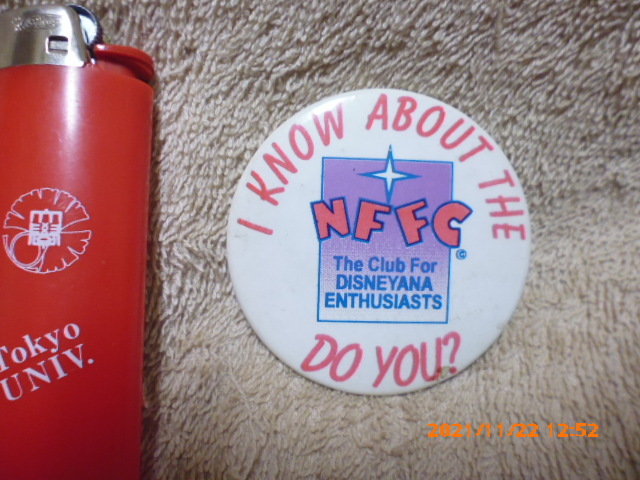 I KNOW ABOUT THE
NFFC
©
The Club For
DISNEYANA
ENTHUSIASTS
DO YOU?
Tokyo
UNIV.
2021/11/22 12:52